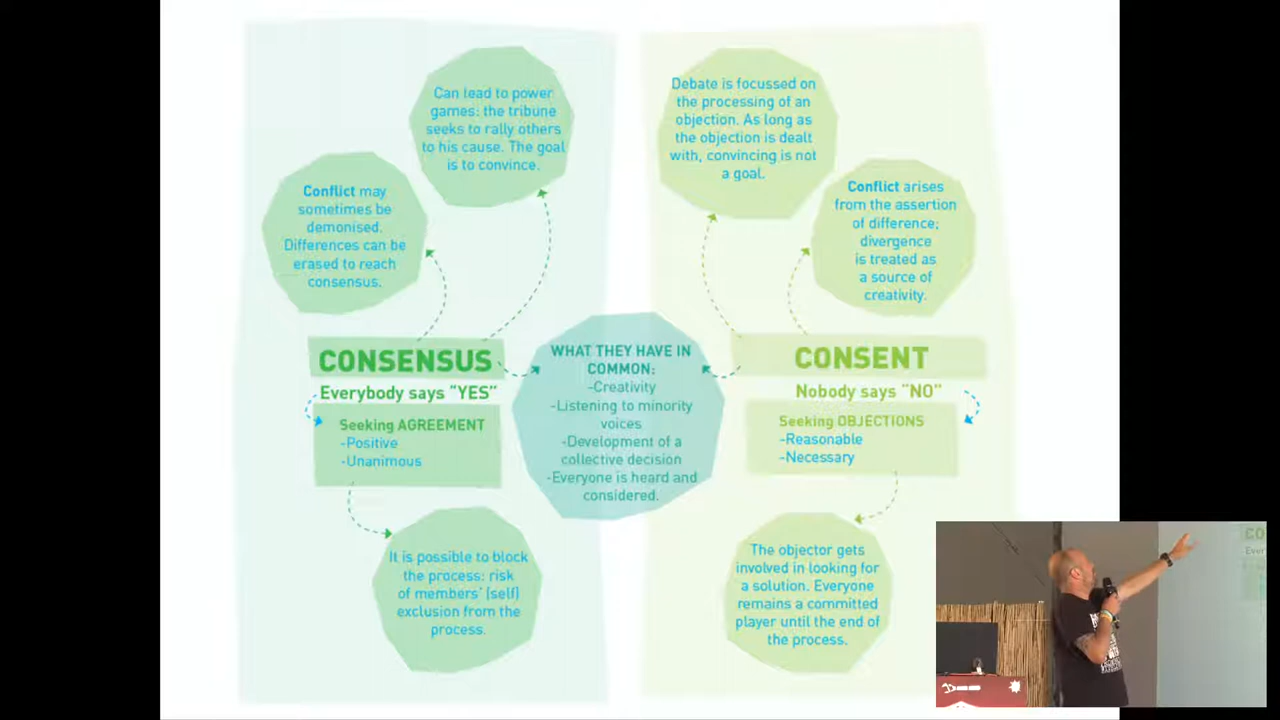 Can lead to power
games: the tribune
seeks to rally others
to his cause. The goal
is to convince.
Conflict may
sometimes be
demonised.
Differences can be
erased to reach
consensus.
Debate is focussed on
the processing of an
objection. As long as
the objection is dealt
with, convincing is not
a goal.
Conflict arises
from the assertion
of difference;
divergence
is treated as
a source of
creativity.
CONSENSUS
Everybody says “YES”
Seeking AGREEMENT
-Positive
-Unanimous
WHAT THEY HAVE IN
COMMON:
-Creativity
-Listening to minority
voices
-Development of a
collective decision
-Everyone is heard and
considered.
CONSENT
Nobody says “NO”
Seeking OBJECTIONS
-Reasonable
-Necessary
It is possible to block
the process: risk
of members’ (self)
exclusion from the
process.
The objector gets
involved in looking for
a solution. Everyone
remains a committed
player until the end of
the process.
CO
Ever